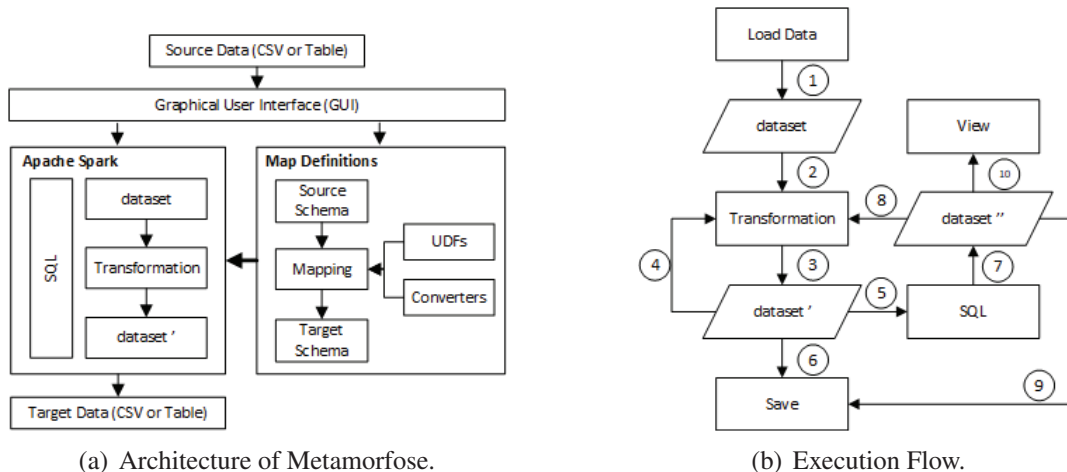 Source Data (CSV or Table)
Graphical User Interface (GUI)
Apache Spark
SQL
dataset
Transformation
dataset ′
Map Definitions
Source
Schema
Mapping
Target
Schema
UDFs
Converters
Target Data (CSV or Table)
(a) Architecture of Metamorfose.
Load Data
1
dataset
2
Transformation
3
4
dataset ′
5
6
Save
SQL
7
dataset ′′
8
9
10
View
(b) Execution Flow.